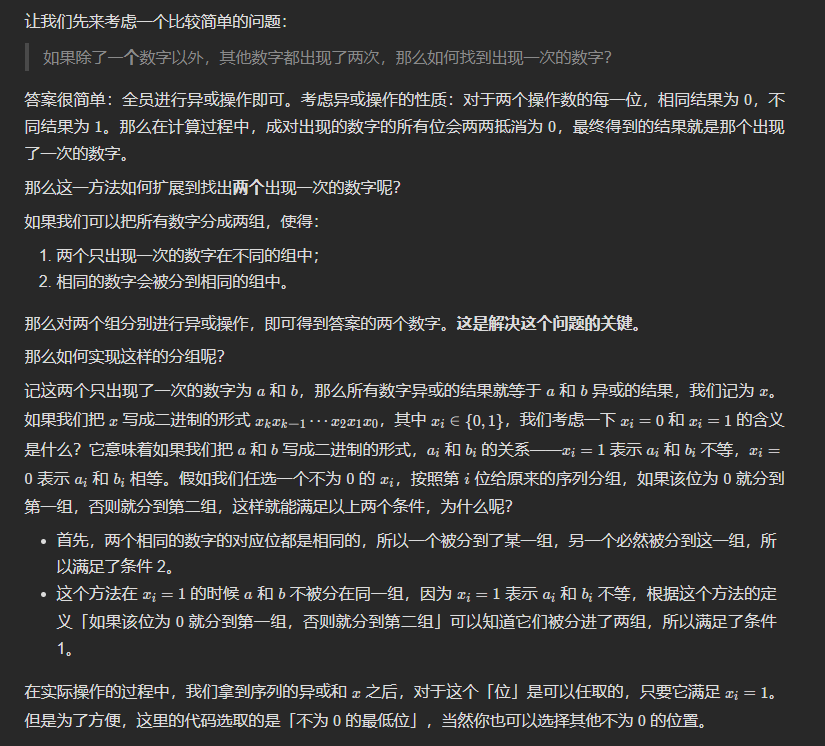 让我们先来考虑一个比较简单的问题：
如果除了一个数字以外，其他数字都出现了两次，那么如何找到出现一次的数字？
答案很简单：全员进行异或操作即可。考虑异或操作的性质：对于两个操作数的每一位，相同结果为 0，不
同结果为 1。那么在计算过程中，成对出现的数字的所有位会两两抵消为 0，最终得到的结果就是那个出现
了一次的数字。
那么这一方法如何扩展到找出两个出现一次的数字呢？
如果我们可以把所有数字分成两组，使得：
1. 两个只出现一次的数字在不同的组中；
2. 相同的数字会被分到相同的组中。
那么对两个组分别进行异或操作，即可得到答案的两个数字。这是解决这个问题的关键。
那么如何实现这样的分组呢？
记这两个只出现了一次的数字为 a 和 b，那么所有数字异或的结果就等于 a 和 b 异或的结果，我们记为 x。
如果我们把 x 写成二进制的形式 xₖxₖ₋₁⋯x₂x₁x₀，其中 xᵢ ∈ {0, 1}，我们考虑一下 xᵢ = 0 和 xᵢ = 1 的含义
是什么？它意味着如果我们把 a 和 b 写成二进制的形式，aᵢ 和 bᵢ 的关系——xᵢ = 1 表示 aᵢ 和 bᵢ 不等，xᵢ =
0 表示 aᵢ 和 bᵢ 相等。假如我们任选一个不为 0 的 xᵢ，按照第 i 位给原来的序列分组，如果该位为 0 就分到
第一组，否则就分到第二组，这样就能满足以上两个条件，为什么呢？
• 首先，两个相同的数字的对应位都是相同的，所以一个被分到了某一组，另一个必然被分到这一组，所
以满足了条件 2。
• 这个方法在 xᵢ = 1 的时候 a 和 b 不被分在同一组，因为 xᵢ = 1 表示 aᵢ 和 bᵢ 不等，根据这个方法的定
义「如果该位为 0 就分到第一组，否则就分到第二组」可以知道它们被分进了两组，所以满足了条件
1。
在实际操作的过程中，我们拿到序列的异或和 x 之后，对于这个「位」是可以任取的，只要它满足 xᵢ = 1。
但是为了方便，这里的代码选取的是「不为 0 的最低位」，当然你也可以选择其他不为 0 的位置。